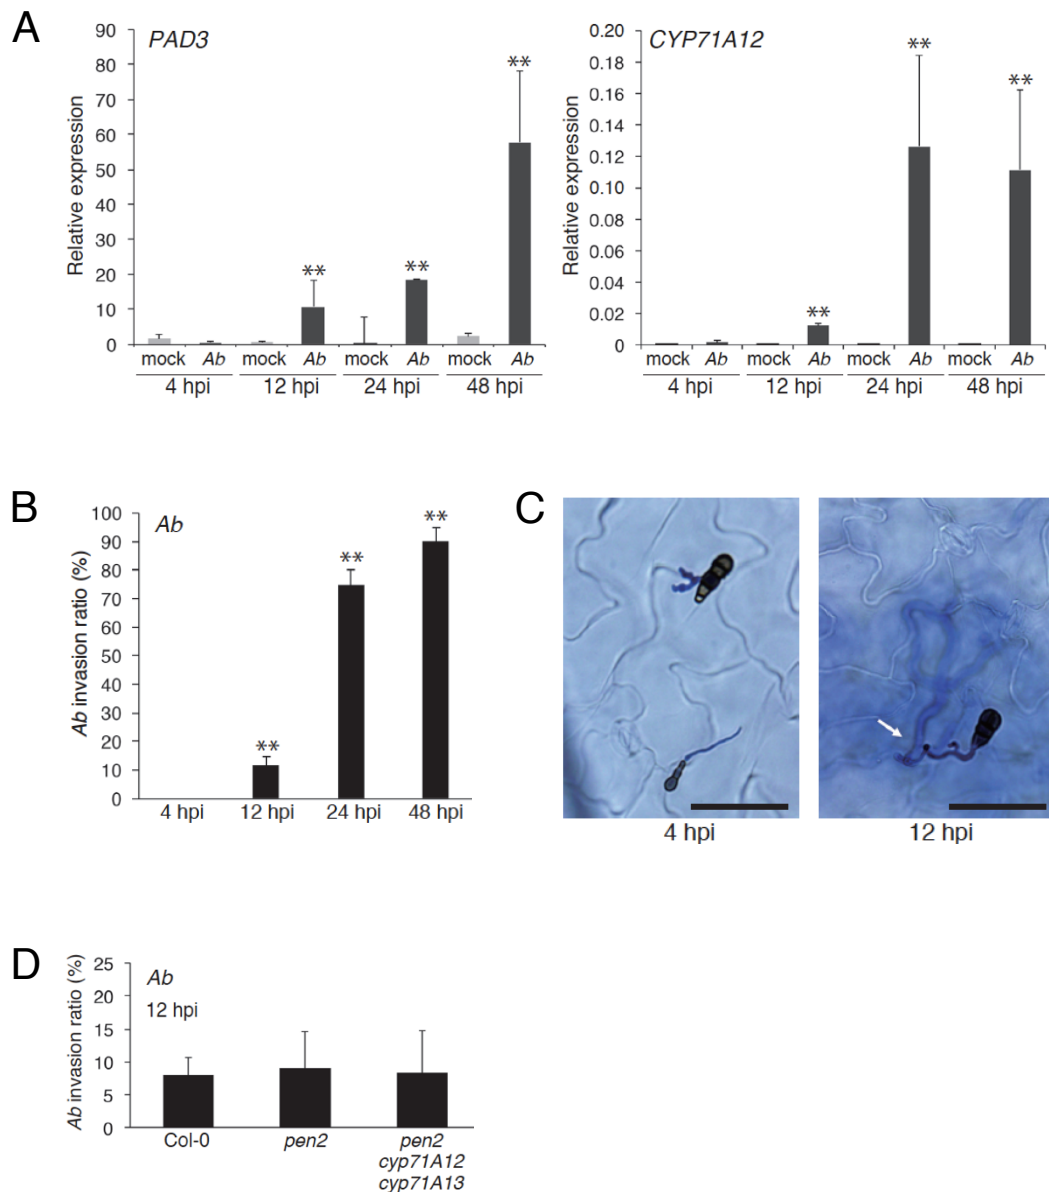 A
PAD3
Relative expression
90
80
70
60
50
40
30
20
10
0
** ** **
mock Ab mock Ab mock Ab mock Ab
4 hpi 12 hpi 24 hpi 48 hpi
CYP71A12
Relative expression
0.20
0.18
0.16
0.14
0.12
0.10
0.08
0.06
0.04
0.02
0
** ** **
mock Ab mock Ab mock Ab mock Ab
4 hpi 12 hpi 24 hpi 48 hpi
B
Ab
Ab invasion ratio (%)
100
90
80
70
60
50
40
30
20
10
0
** ** **
4 hpi 12 hpi 24 hpi 48 hpi
C
4 hpi 12 hpi
D
Ab
12 hpi
Ab invasion ratio (%)
25
20
15
10
5
0
Col-0 pen2 pen2
cyp71A12
cyp71A13